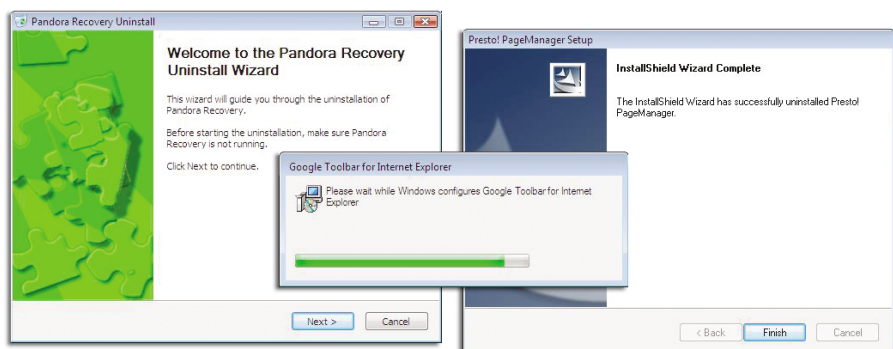 Pandora Recovery Uninstall
Welcome to the Pandora Recovery
Uninstall Wizard
This wizard will guide you through the uninstallation of
Pandora Recovery.
Before starting the uninstallation, make sure Pandora
Recovery is not running.
Click Next to continue.
Next >
Cancel
Google Toolbar for Internet Explorer
Please wait while Windows configures Google Toolbar for Internet
Explorer
Presto! PageManager Setup
InstallShield Wizard Complete
The InstallShield Wizard has successfully uninstalled Presto!
PageManager.
< Back
Finish
Cancel